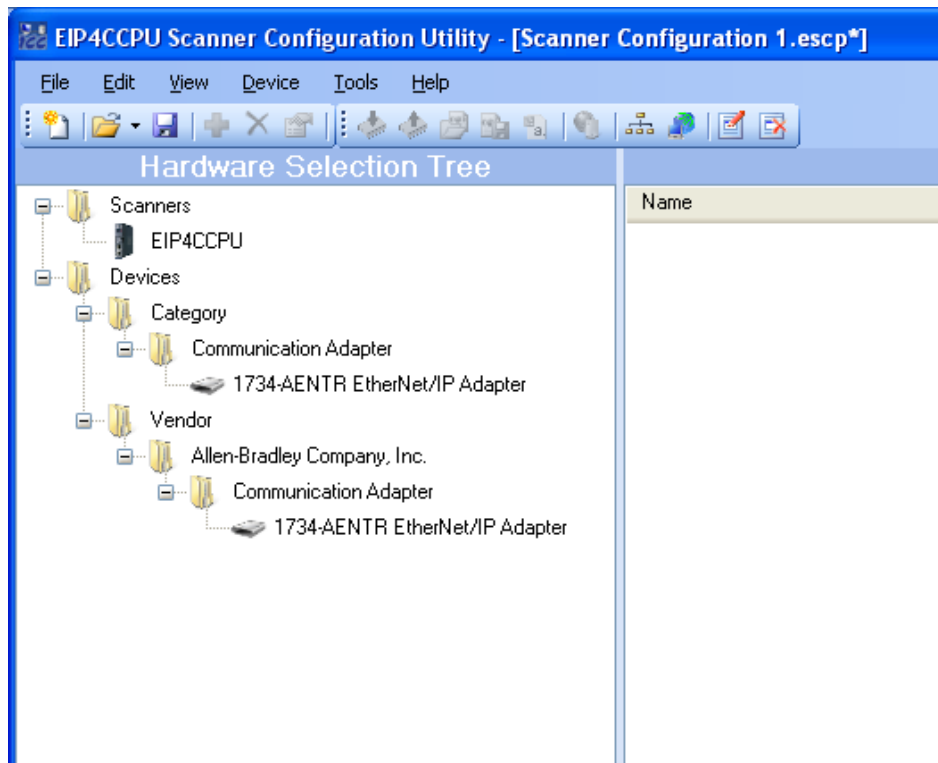 EIP4CCPU Scanner Configuration Utility - [Scanner Configuration 1.escp*]
File Edit View Device Tools Help
Hardware Selection Tree
Name
Scanners
EIP4CCPU
Devices
Category
Communication Adapter
1734-AENTR EtherNet/IP Adapter
Vendor
Allen-Bradley Company, Inc.
Communication Adapter
1734-AENTR EtherNet/IP Adapter